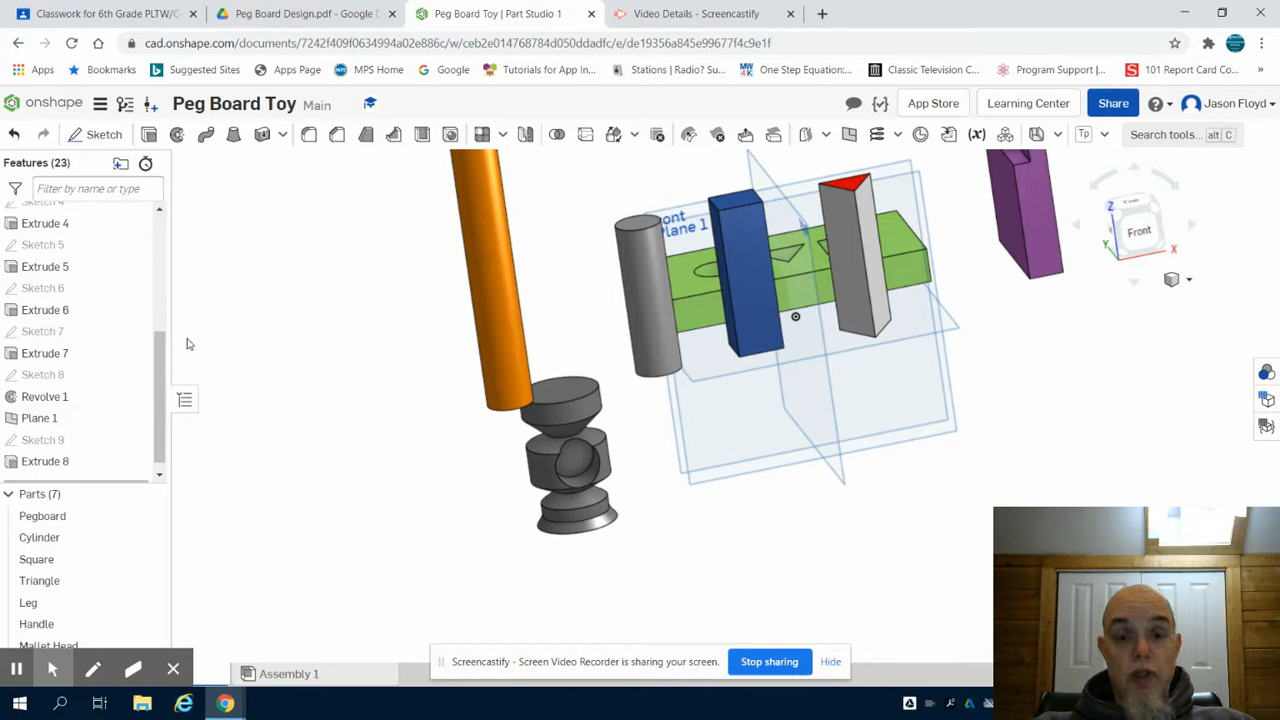 Classwork for 6th Grade PLTW/C
Peg Board Design.pdf - Google D
Peg Board Toy | Part Studio 1
Video Details - Screencastify
cad.onshape.com/documents/7242f409f0634994a02e886c/w/ceb2e014768784d050ddadfc/e/de19356a845e99677f4c9e1f
Apps
Bookmarks
Suggested Sites
Apps Page
MPS Home
Google
Tutorials for App In...
Stations | Radio? Su...
One Step Equation:...
Classic Television C...
Program Support |...
101 Report Card Co...
»
onshape
Peg Board Toy Main
App Store
Learning Center
Share
Jason Floyd
Sketch
Tp
Search tools... alt C
Features (23)
Filter by name or type
Sketch 4
Extrude 4
Sketch 5
Extrude 5
Sketch 6
Extrude 6
Sketch 7
Extrude 7
Sketch 8
Revolve 1
Plane 1
Sketch 9
Extrude 8
Parts (7)
Pegboard
Cylinder
Square
Triangle
Leg
Handle
Mallet Head
ont
Plane 1
Z
Front
Y
X
Assembly 1
Screencastify - Screen Video Recorder is sharing your screen.
Stop sharing
Hide